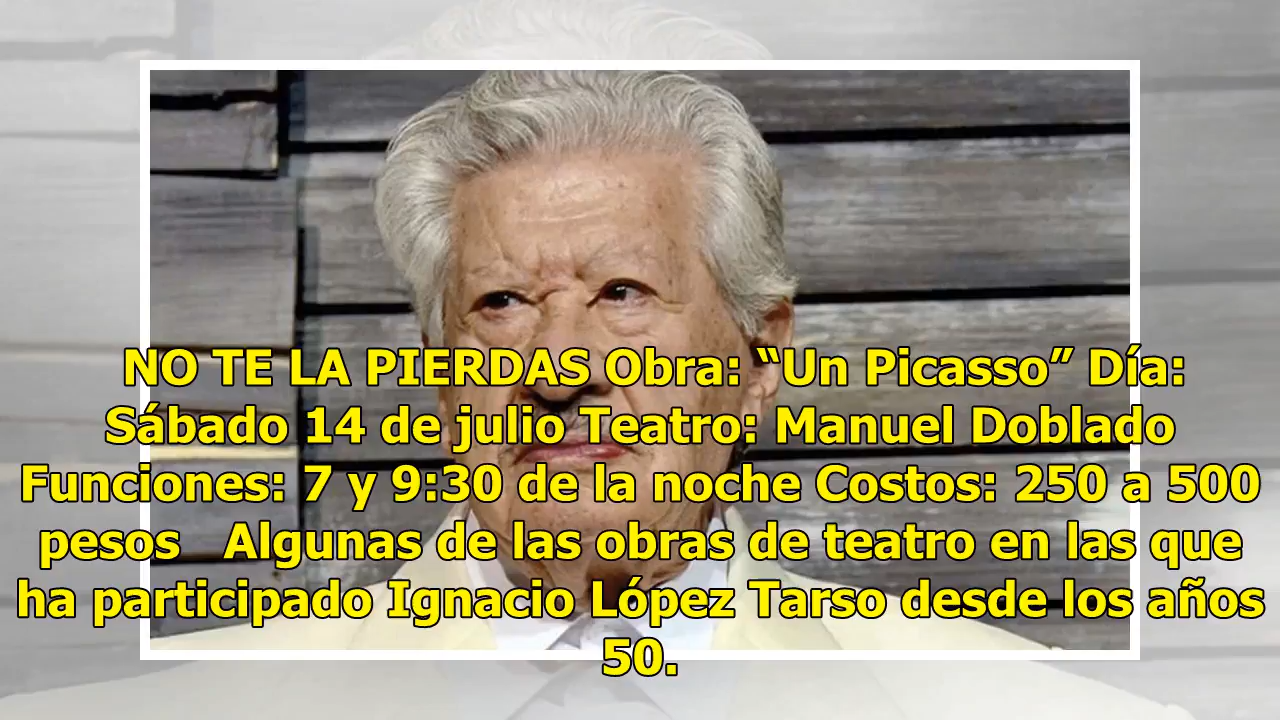 NO TE LA PIERDAS Obra: “Un Picasso” Día:
Sábado 14 de julio Teatro: Manuel Doblado
Funciones: 7 y 9:30 de la noche Costos: 250 a 500
pesos   Algunas de las obras de teatro en las que
ha participado Ignacio López Tarso desde los años
50.